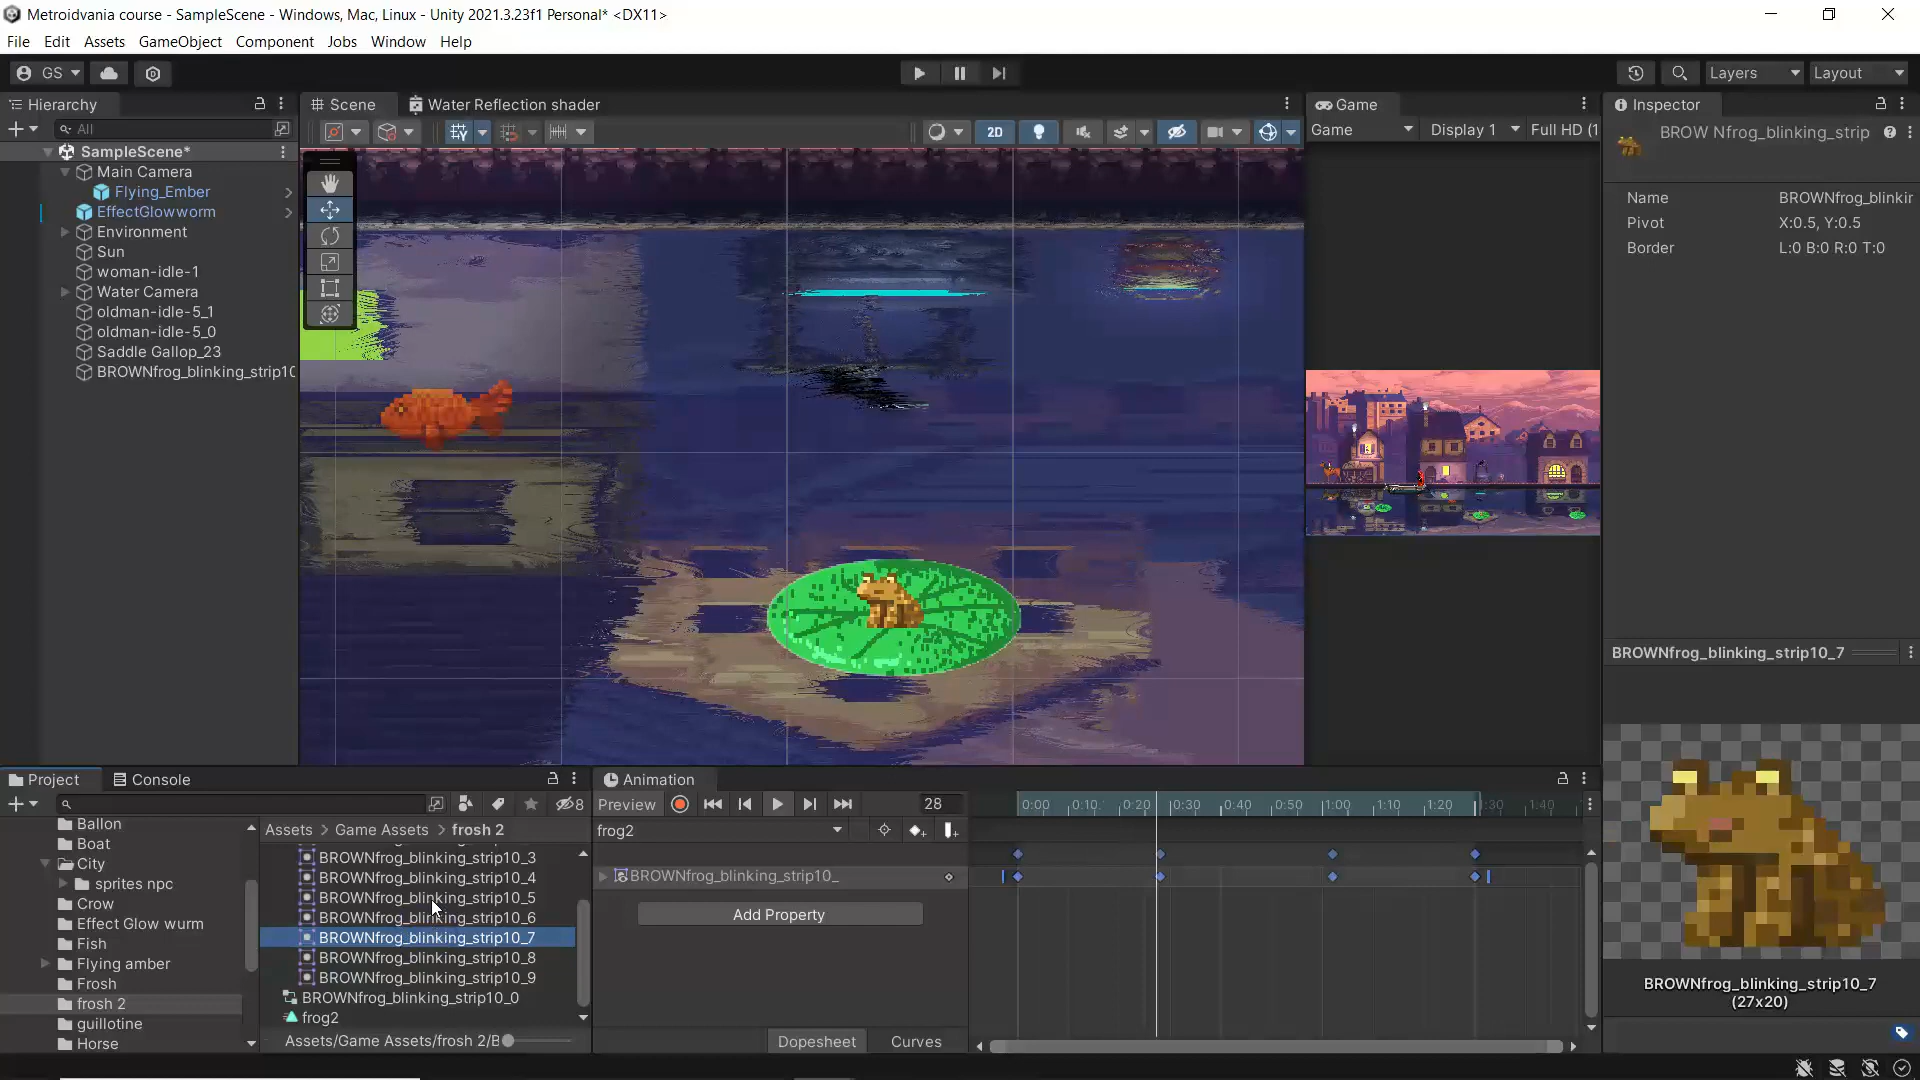 Metroidvania course - SampleScene - Windows, Mac, Linux - Unity 2021.3.23f1 Personal* <DX11>
File Edit Assets GameObject Component Jobs Window Help
GS Layers Layout
Hierarchy
All
SampleScene*
Main Camera
Flying_Ember
EffectGlowworm
Environment
Sun
woman-idle-1
Water Camera
oldman-idle-5_1
oldman-idle-5_0
Saddle Gallop_23
BROWNfrog_blinking_strip10
Scene Water Reflection shader
2D
Game
Game Display 1 Full HD (1
Inspector
BROW Nfrog_blinking_strip
Name BROWNfrog_blinkir
Pivot X:0.5, Y:0.5
Border L:0 B:0 R:0 T:0
BROWNfrog_blinking_strip10_7
BROWNfrog_blinking_strip10_7
(27x20)
Project Console
8
Ballon
Boat
City
sprites npc
Crow
Effect Glow wurm
Fish
Flying amber
Frosh
frosh 2
guillotine
Horse
Assets > Game Assets > frosh 2
BROWNfrog_blinking_strip10_3
BROWNfrog_blinking_strip10_4
BROWNfrog_blinking_strip10_5
BROWNfrog_blinking_strip10_6
BROWNfrog_blinking_strip10_7
BROWNfrog_blinking_strip10_8
BROWNfrog_blinking_strip10_9
BROWNfrog_blinking_strip10_0
frog2
Assets/Game Assets/frosh 2/B
Animation
Preview 28
0:00 0:10 0:20 0:30 0:40 0:50 1:00 1:10 1:20 1:30 1:40
frog2
BROWNfrog_blinking_strip10_
Add Property
Dopesheet Curves